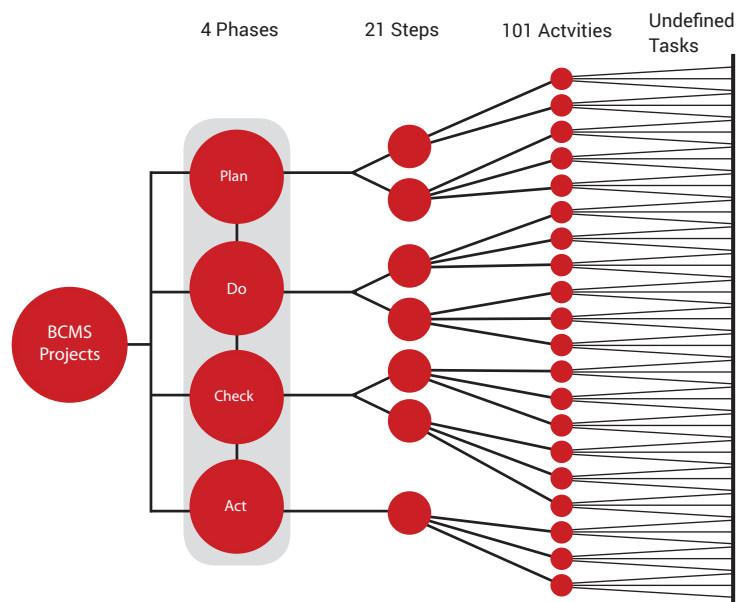 4 Phases
21 Steps
101 Actvities
Undefined
Tasks
Plan
Do
BCMS
Projects
Check
Act